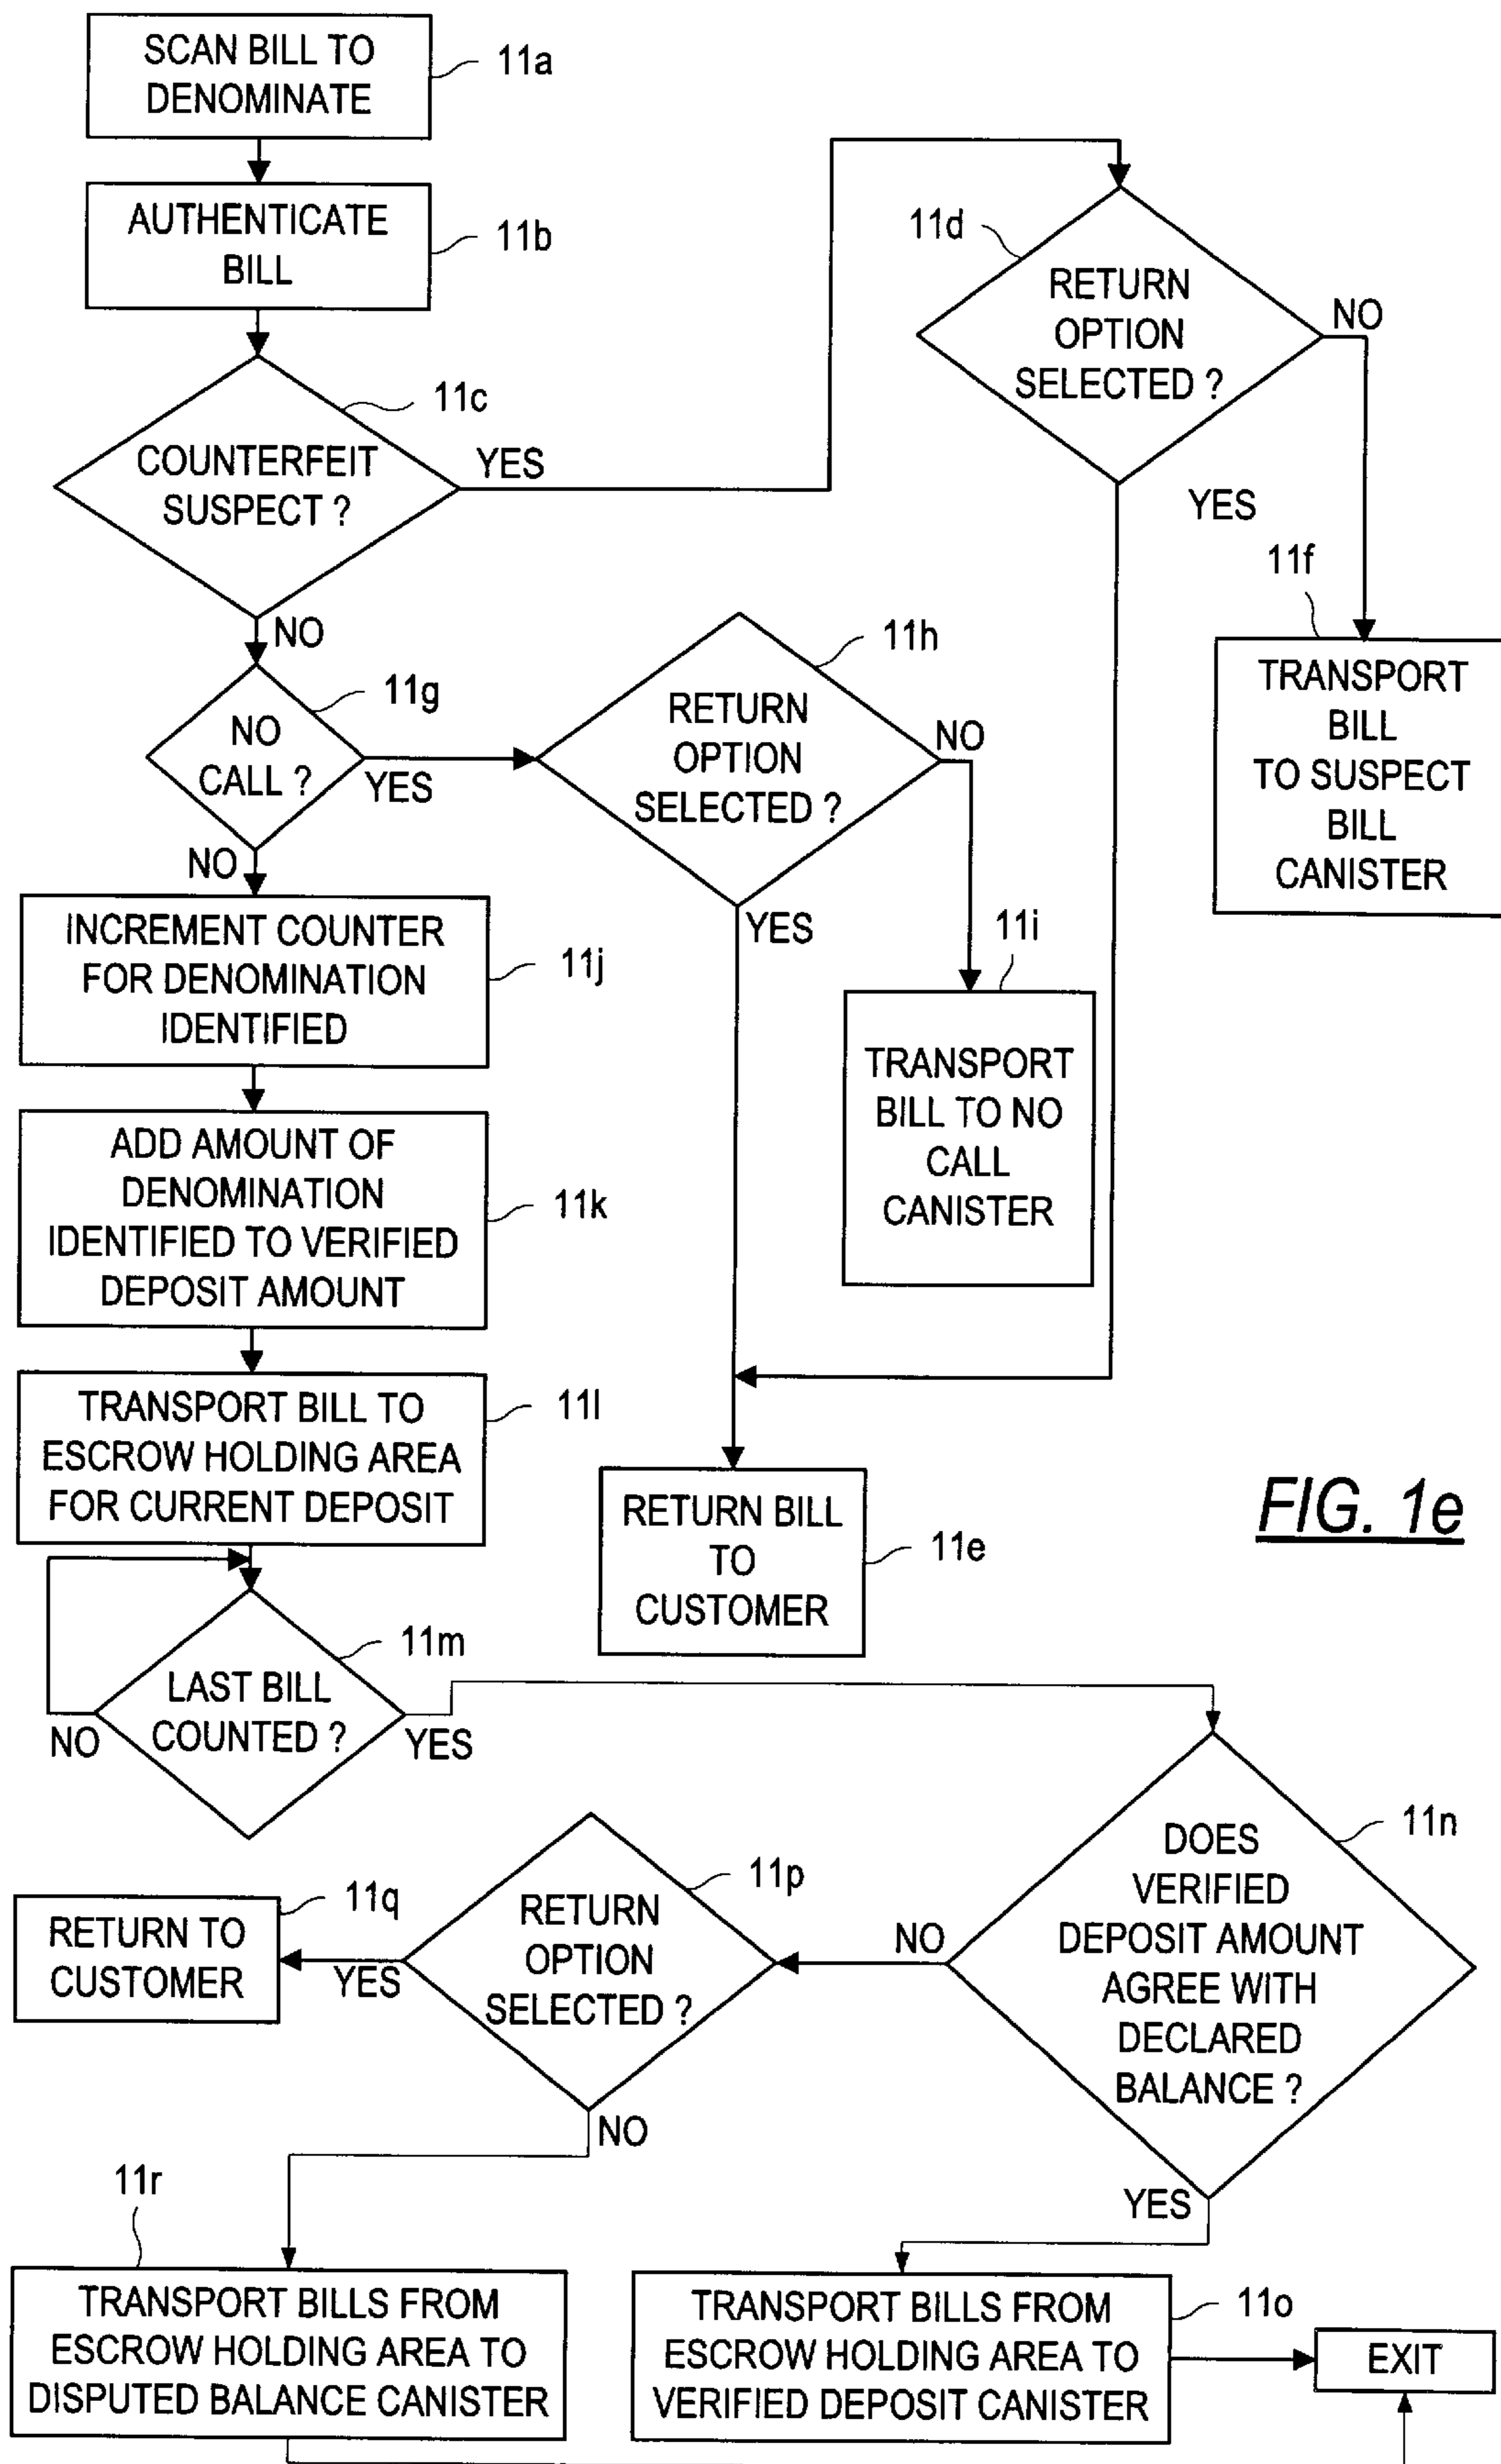 SCAN BILL TO
DENOMINATE
11a
AUTHENTICATE
BILL
11b
11c
COUNTERFEIT
SUSPECT ?
YES
NO
11d
RETURN
OPTION
SELECTED ?
NO
YES
11f
TRANSPORT
BILL
TO SUSPECT
BILL
CANISTER
11g
NO
CALL ?
YES
NO
11h
RETURN
OPTION
SELECTED ?
NO
YES
11i
TRANSPORT
BILL TO NO
CALL
CANISTER
INCREMENT COUNTER
FOR DENOMINATION
IDENTIFIED
11j
ADD AMOUNT OF
DENOMINATION
IDENTIFIED TO VERIFIED
DEPOSIT AMOUNT
11k
TRANSPORT BILL TO
ESCROW HOLDING AREA
FOR CURRENT DEPOSIT
11l
RETURN BILL
TO
CUSTOMER
11e
FIG. 1e
11m
LAST BILL
COUNTED ?
NO
YES
11n
DOES
VERIFIED
DEPOSIT AMOUNT
AGREE WITH
DECLARED
BALANCE ?
NO
YES
11p
RETURN
OPTION
SELECTED ?
YES
NO
11q
RETURN TO
CUSTOMER
11r
TRANSPORT BILLS FROM
ESCROW HOLDING AREA TO
DISPUTED BALANCE CANISTER
TRANSPORT BILLS FROM
ESCROW HOLDING AREA TO
VERIFIED DEPOSIT CANISTER
11o
EXIT